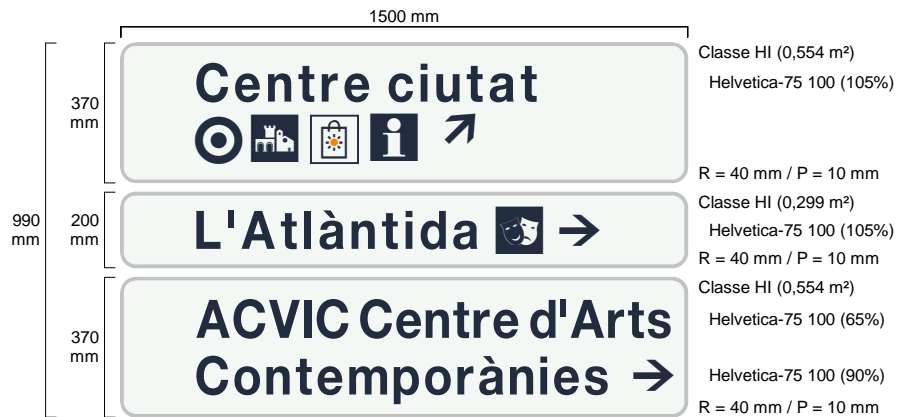 1500 mm
990 mm
370 mm
Centre ciutat
Classe HI (0,554 m²)
Helvetica-75 100 (105%)
R = 40 mm / P = 10 mm
200 mm
L'Atlàntida
Classe HI (0,299 m²)
Helvetica-75 100 (105%)
R = 40 mm / P = 10 mm
370 mm
ACVIC Centre d'Arts
Contemporànies
Classe HI (0,554 m²)
Helvetica-75 100 (65%)
Helvetica-75 100 (90%)
R = 40 mm / P = 10 mm